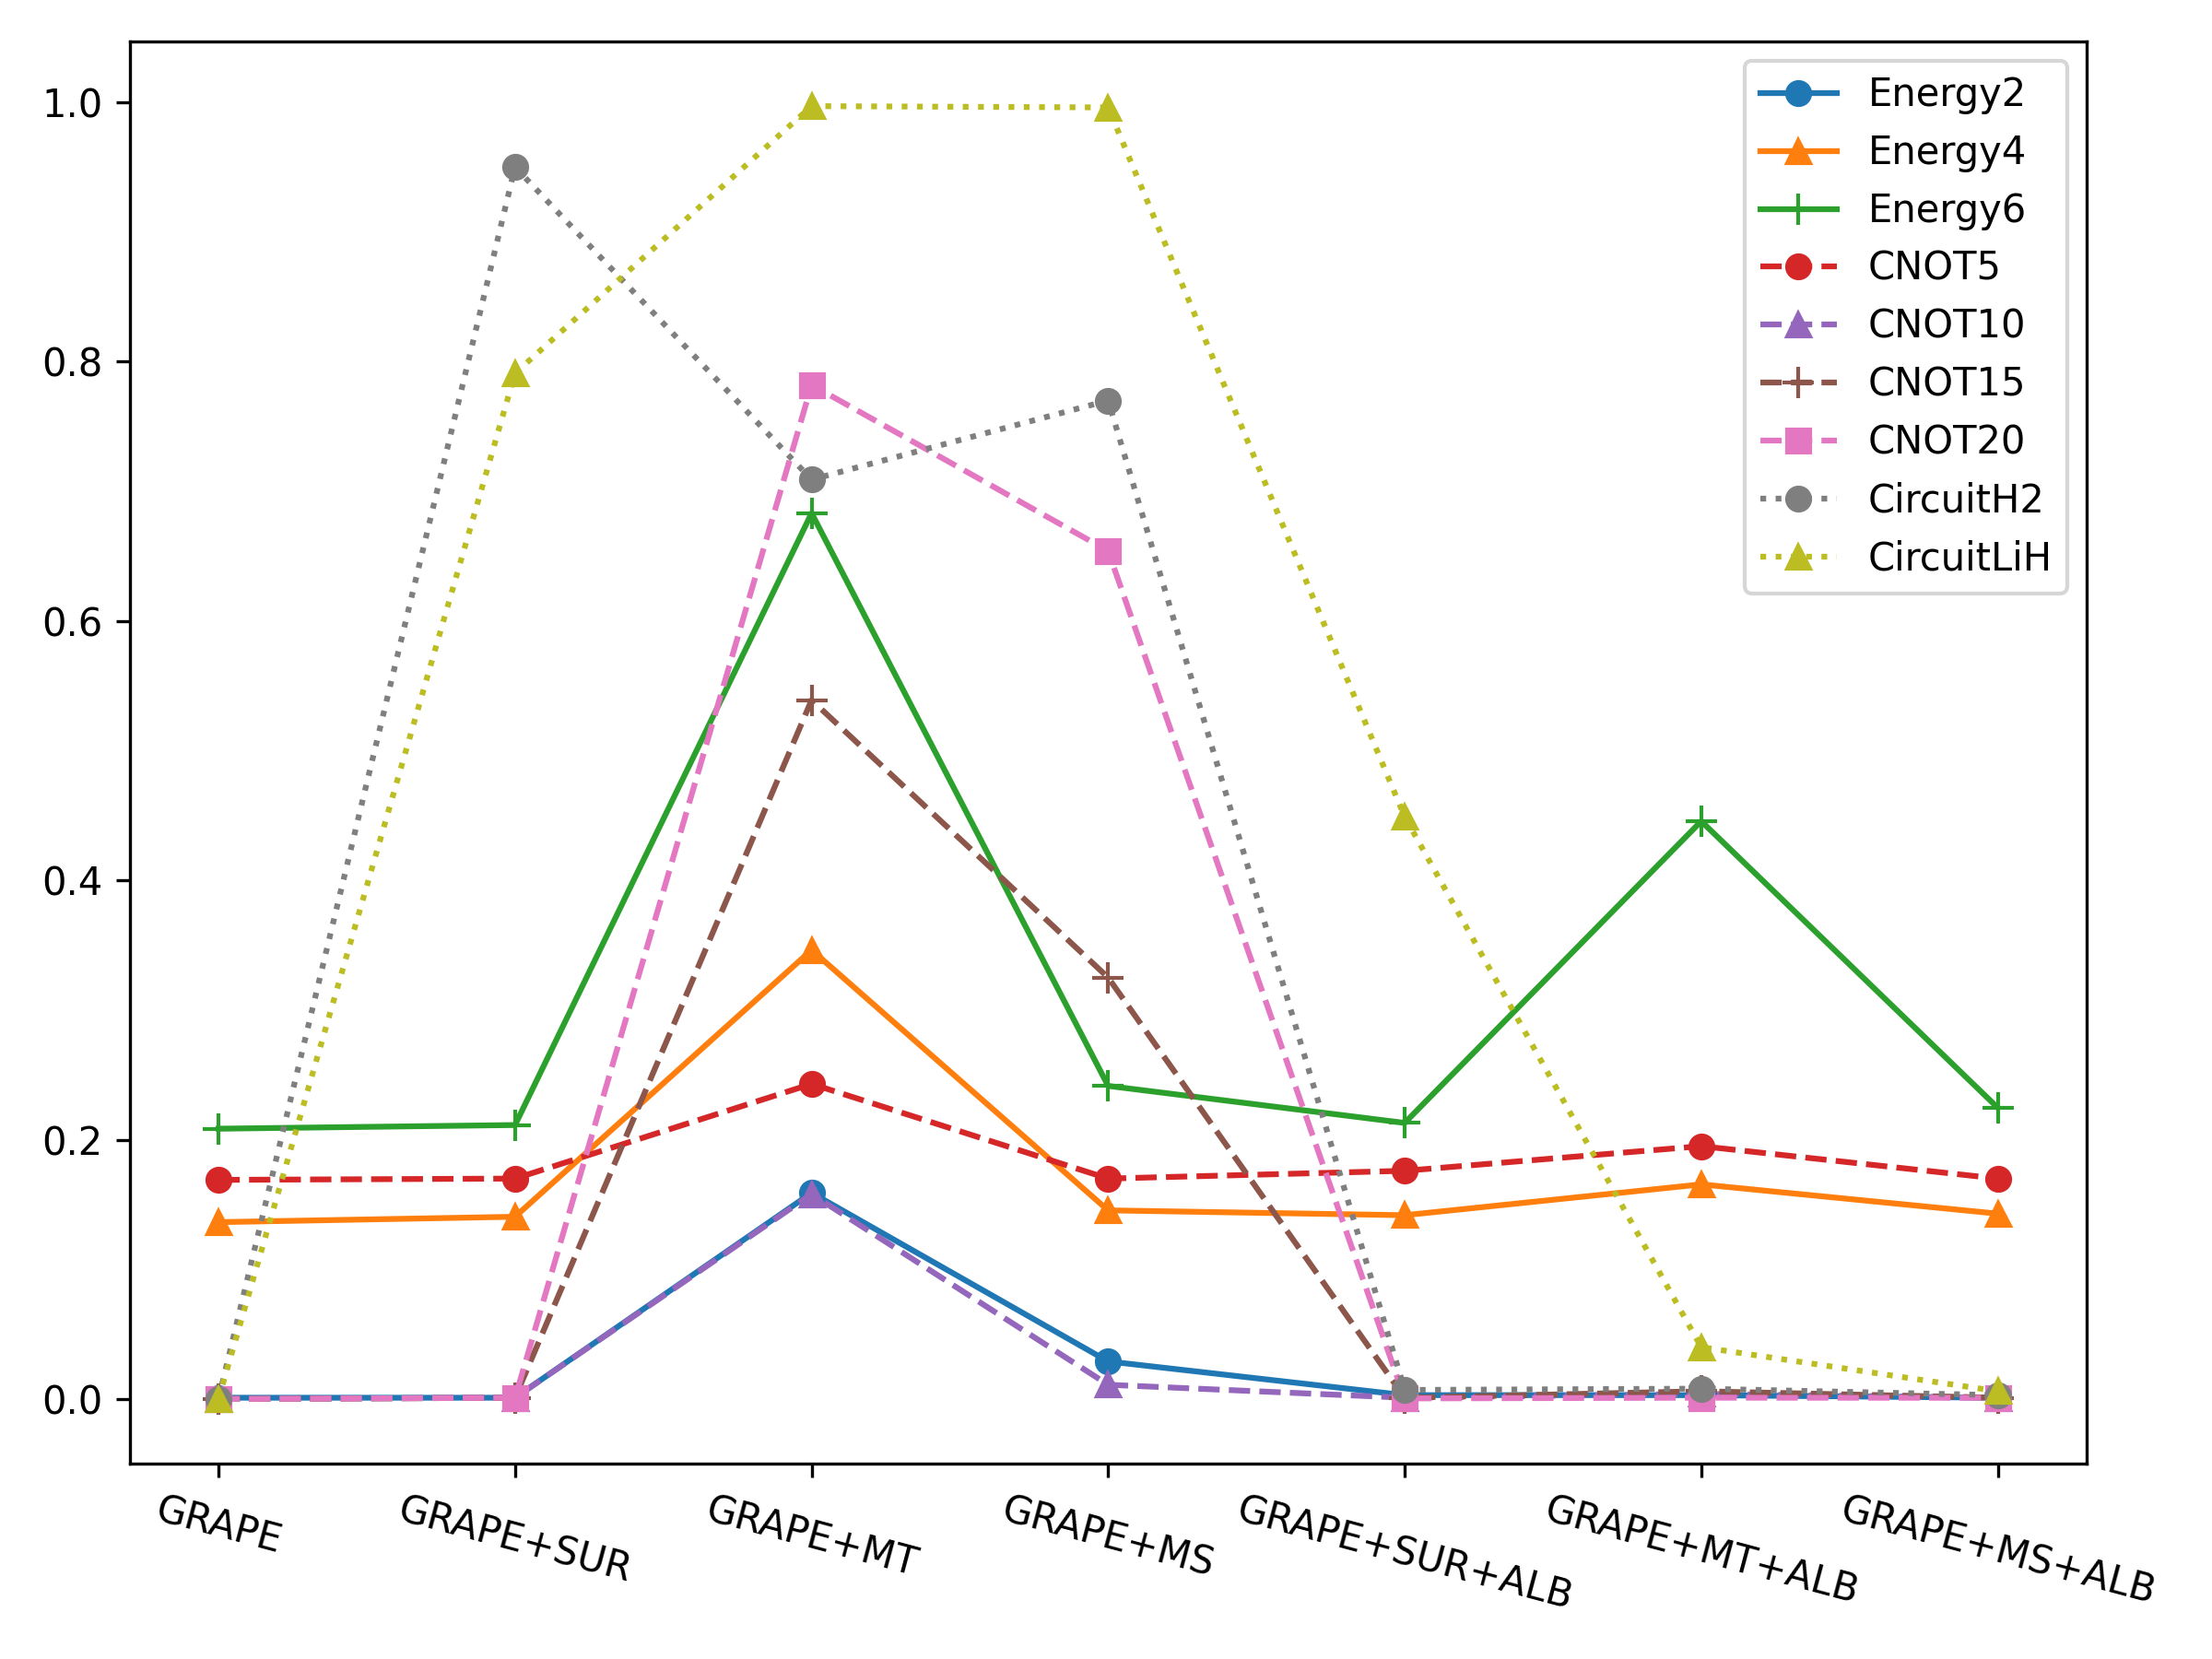 1.0
0.8
0.6
0.4
0.2
0.0
Energy2
Energy4
Energy6
CNOT5
CNOT10
CNOT15
CNOT20
CircuitH2
CircuitLiH
GRAPE
GRAPE+SUR
GRAPE+MT
GRAPE+MS
GRAPE+SUR+ALB
GRAPE+MT+ALB
GRAPE+MS+ALB